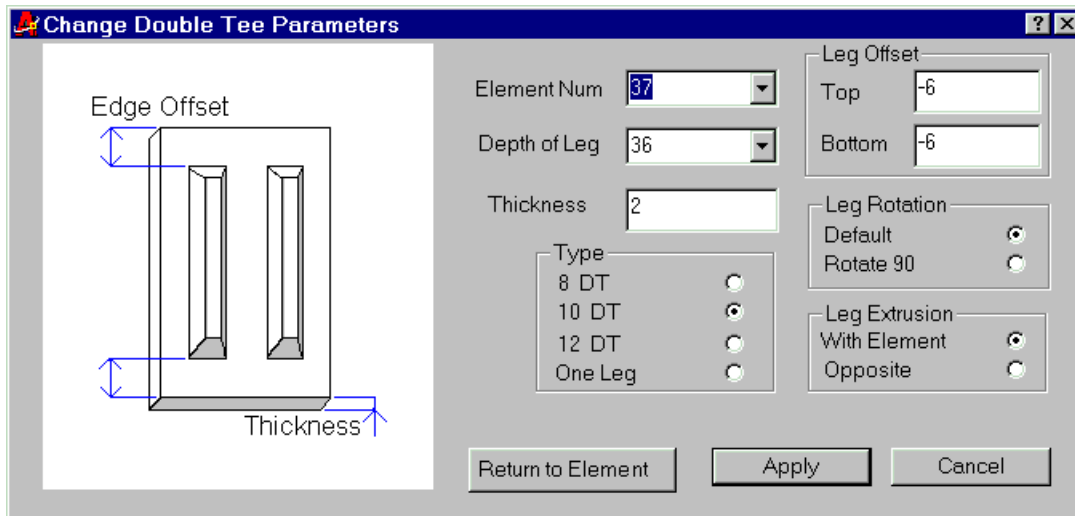 Change Double Tee Parameters
Edge Offset
Thickness
Element Num 37
Depth of Leg 36
Thickness 2
Type
8 DT
10 DT
12 DT
One Leg
Leg Offset
Top -6
Bottom -6
Leg Rotation
Default
Rotate 90
Leg Extrusion
With Element
Opposite
Return to Element
Apply
Cancel